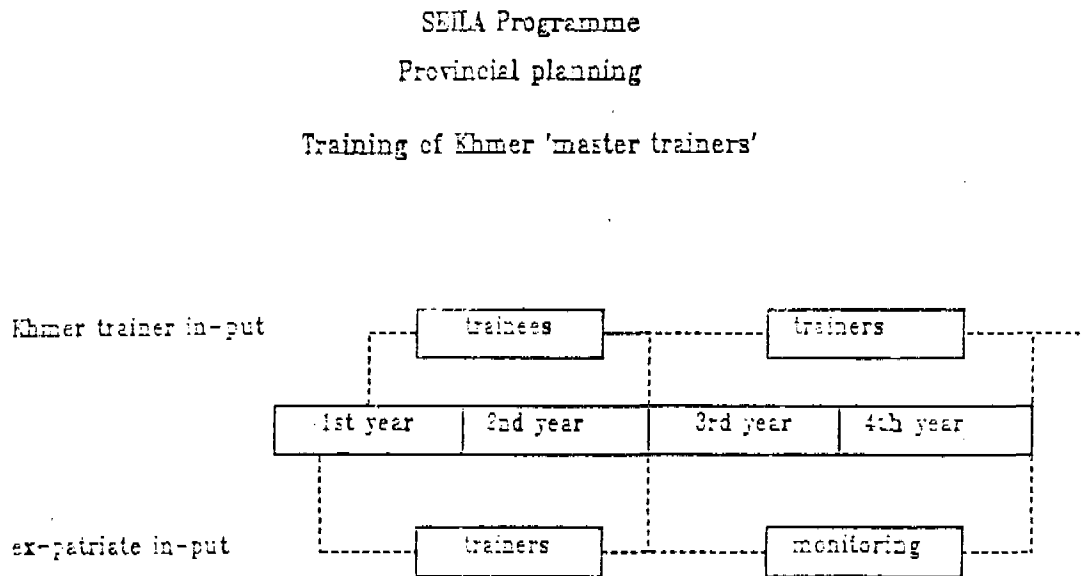 SEILA Programme
Provincial planning
Training of Khmer 'master trainers'
Khmer trainer in-put
trainees
trainers
1st year
2nd year
3rd year
4th year
ex-patriate in-put
trainers
monitoring